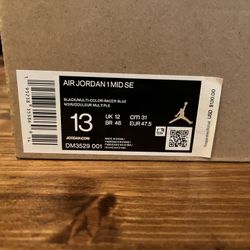 AIR JORDAN 1 MID SE
BLACK/MULTI-COLOR-RACER BLUE
NOIR/COULEUR MULTIPLE
13
UK 12
cm 31
BR 46
EUR 47.5
JORDAN.COM
DM3529 001
USD $130.00